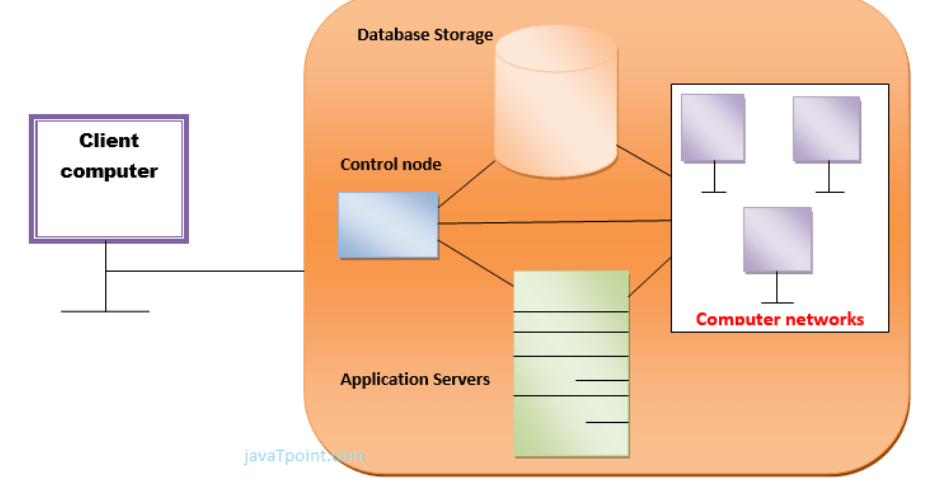 Database Storage
Client
computer
Control node
Computer networks
Application Servers
javaTpoint.com